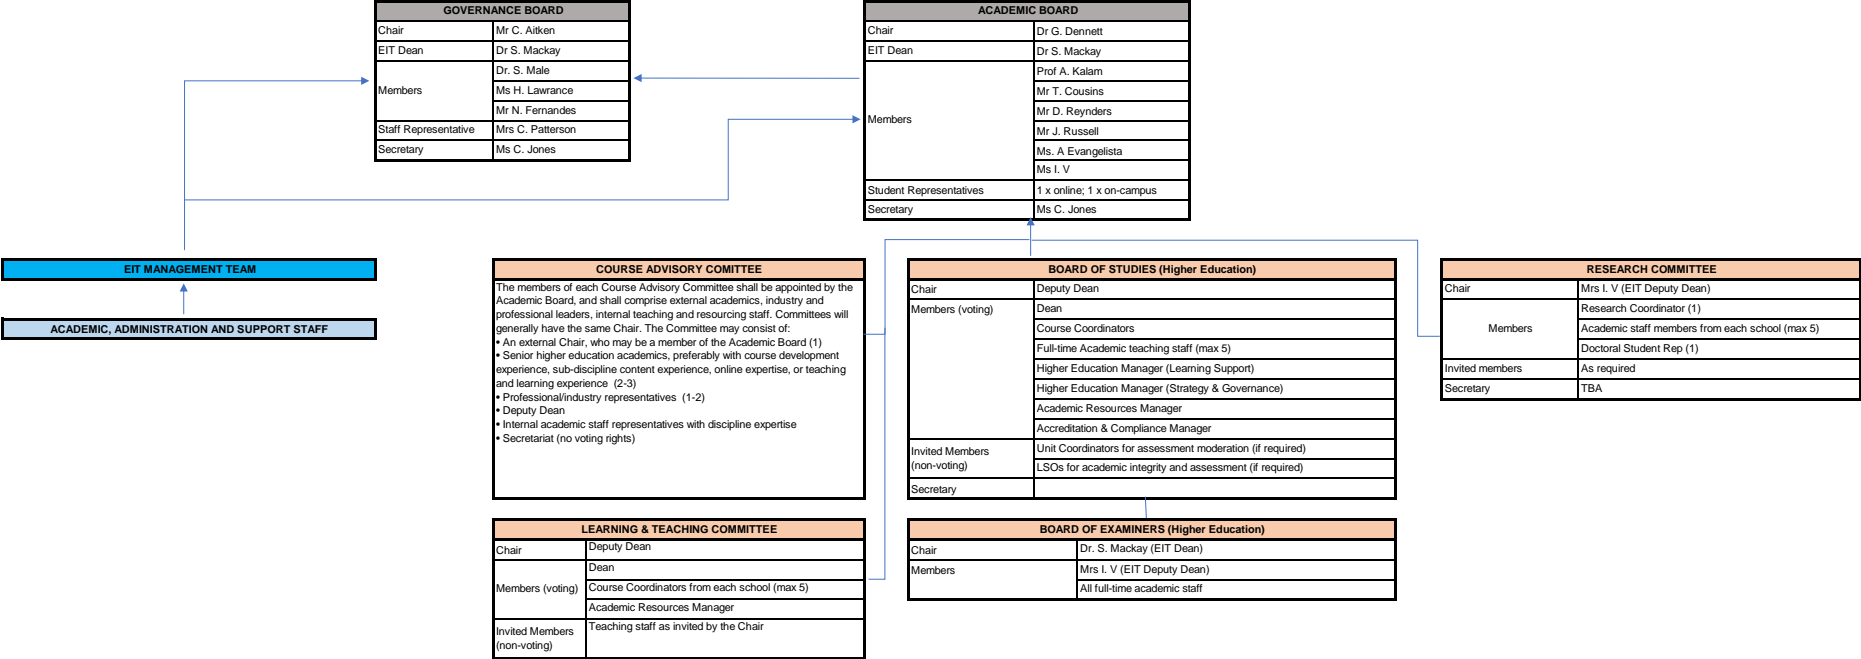 GOVERNANCE BOARD
Chair Mr C. Aitken
EIT Dean Dr S. Mackay
Members Dr. S. Male
Ms H. Lawrance
Mr N. Fernandes
Staff Representative Mrs C. Patterson
Secretary Ms C. Jones
ACADEMIC BOARD
Chair Dr G. Dennett
EIT Dean Dr S. Mackay
Members Prof A. Kalam
Mr T. Cousins
Mr D. Reynders
Mr J. Russell
Ms. A Evangelista
Ms I. V
Student Representatives 1 x online; 1 x on-campus
Secretary Ms C. Jones
EIT MANAGEMENT TEAM
ACADEMIC, ADMINISTRATION AND SUPPORT STAFF
COURSE ADVISORY COMITTEE
The members of each Course Advisory Committee shall be appointed by the
Academic Board, and shall comprise external academics, industry and
professional leaders, internal teaching and resourcing staff. Committees will
generally have the same Chair. The Committee may consist of:
• An external Chair, who may be a member of the Academic Board (1)
• Senior higher education academics, preferably with course development
experience, sub-discipline content experience, online expertise, or teaching
and learning experience (2-3)
• Professional/industry representatives (1-2)
• Deputy Dean
• Internal academic staff representatives with discipline expertise
• Secretariat (no voting rights)
BOARD OF STUDIES (Higher Education)
Chair Deputy Dean
Members (voting) Dean
Course Coordinators
Full-time Academic teaching staff (max 5)
Higher Education Manager (Learning Support)
Higher Education Manager (Strategy & Governance)
Academic Resources Manager
Accreditation & Compliance Manager
Invited Members
(non-voting)
Unit Coordinators for assessment moderation (if required)
LSOs for academic integrity and assessment (if required)
Secretary
RESEARCH COMMITTEE
Chair Mrs I. V (EIT Deputy Dean)
Members Research Coordinator (1)
Academic staff members from each school (max 5)
Doctoral Student Rep (1)
Invited members As required
Secretary TBA
LEARNING & TEACHING COMMITTEE
Chair Deputy Dean
Members (voting) Dean
Course Coordinators from each school (max 5)
Academic Resources Manager
Invited Members
(non-voting)
Teaching staff as invited by the Chair
BOARD OF EXAMINERS (Higher Education)
Chair Dr. S. Mackay (EIT Dean)
Members Mrs I. V (EIT Deputy Dean)
All full-time academic staff